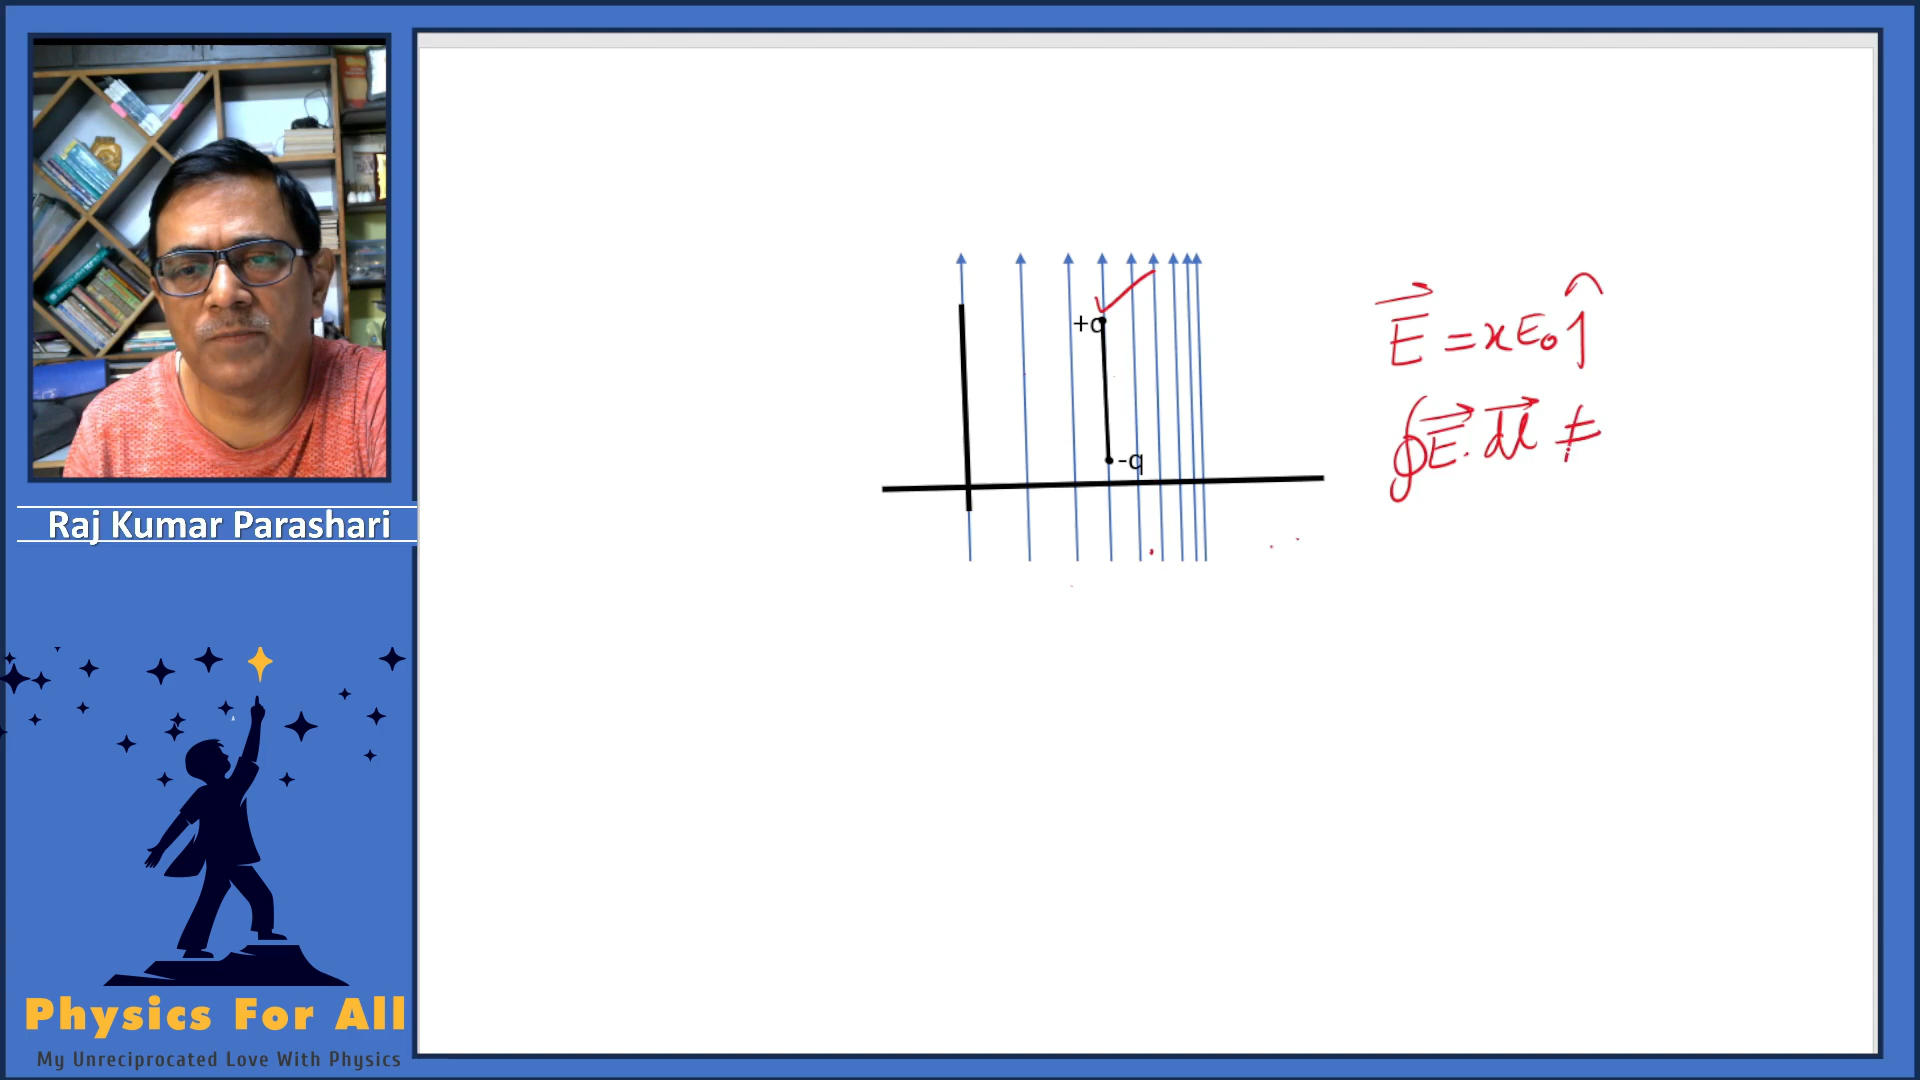 Raj Kumar Parashari
Physics For All
My Unreciprocated Love With Physics
+q
-q
E⃗ = xE₀ ĵ
∮E⃗. dl⃗ ≠